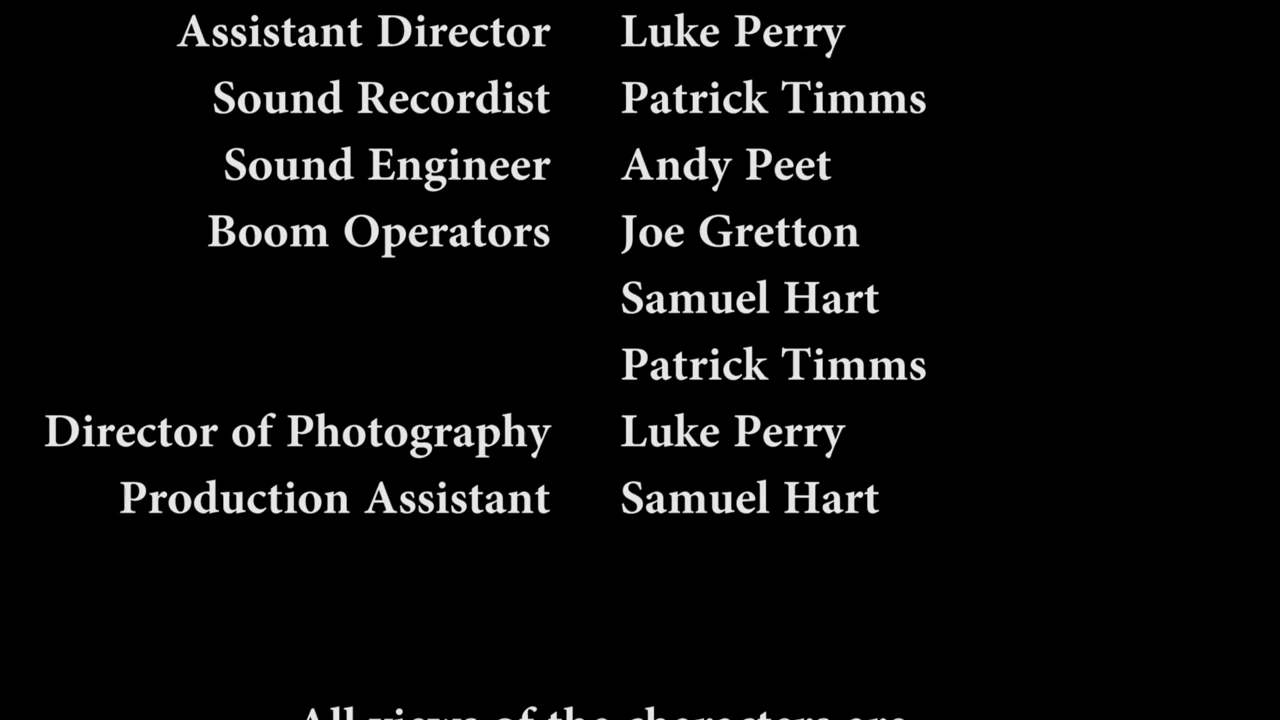 Assistant Director Luke Perry
Sound Recordist Patrick Timms
Sound Engineer Andy Peet
Boom Operators Joe Gretton
Samuel Hart
Patrick Timms
Director of Photography Luke Perry
Production Assistant Samuel Hart
All views of the characters are